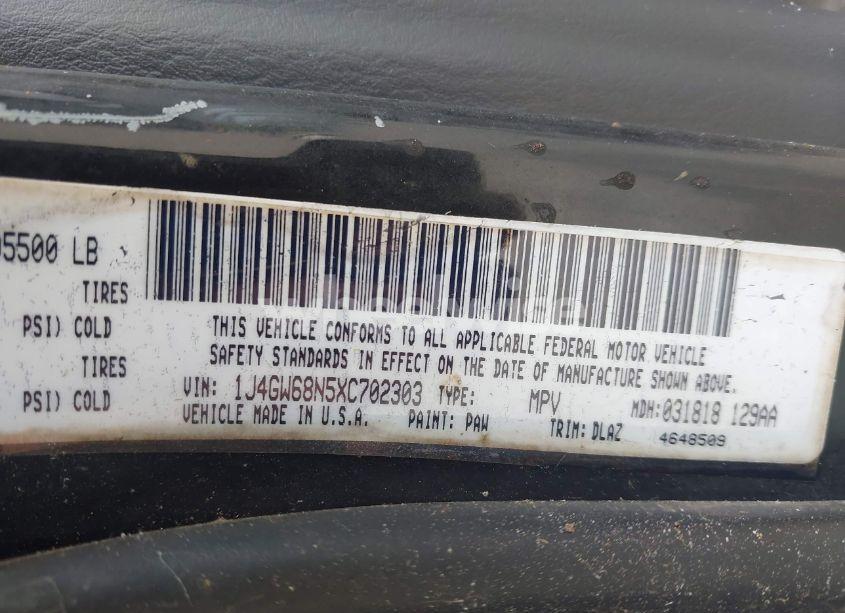 05500 LB
TIRES
PSI) COLD
TIRES
PSI) COLD
THIS VEHICLE CONFORMS TO ALL APPLICABLE FEDERAL MOTOR VEHICLE
SAFETY STANDARDS IN EFFECT ON THE DATE OF MANUFACTURE SHOWN ABOVE.
VIN: 1J4GW68N5XC702303 TYPE: MPV MDH:031818 129AA
VEHICLE MADE IN U.S.A. PAINT: PAW TRIM: DLAZ 4648509